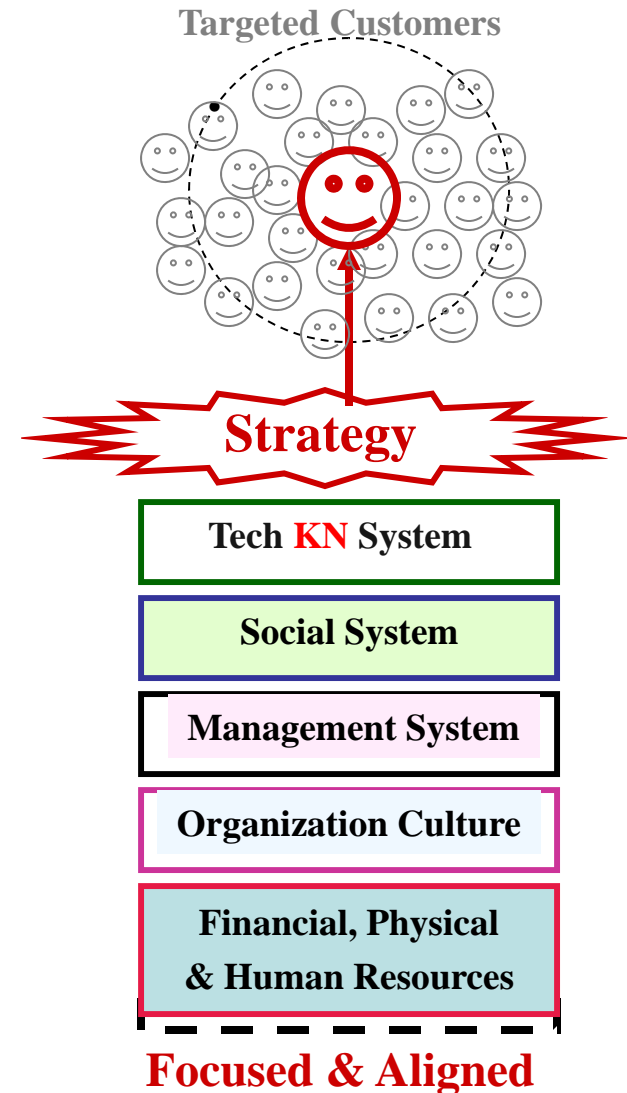 Targeted Customers
Strategy
Tech KN System
Social System
Management System
Organization Culture
Financial, Physical
& Human Resources
Focused & Aligned